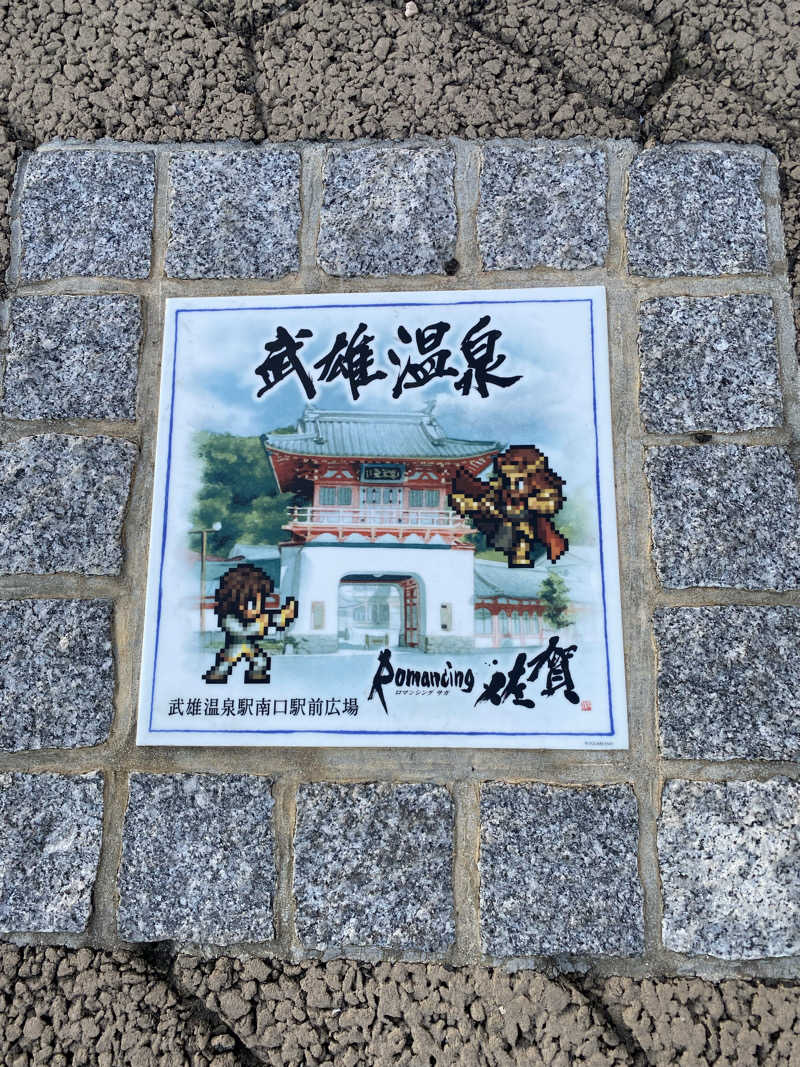 武雄温泉
Romancing 佐賀
ロマンシング サガ
武雄温泉駅南口駅前広場